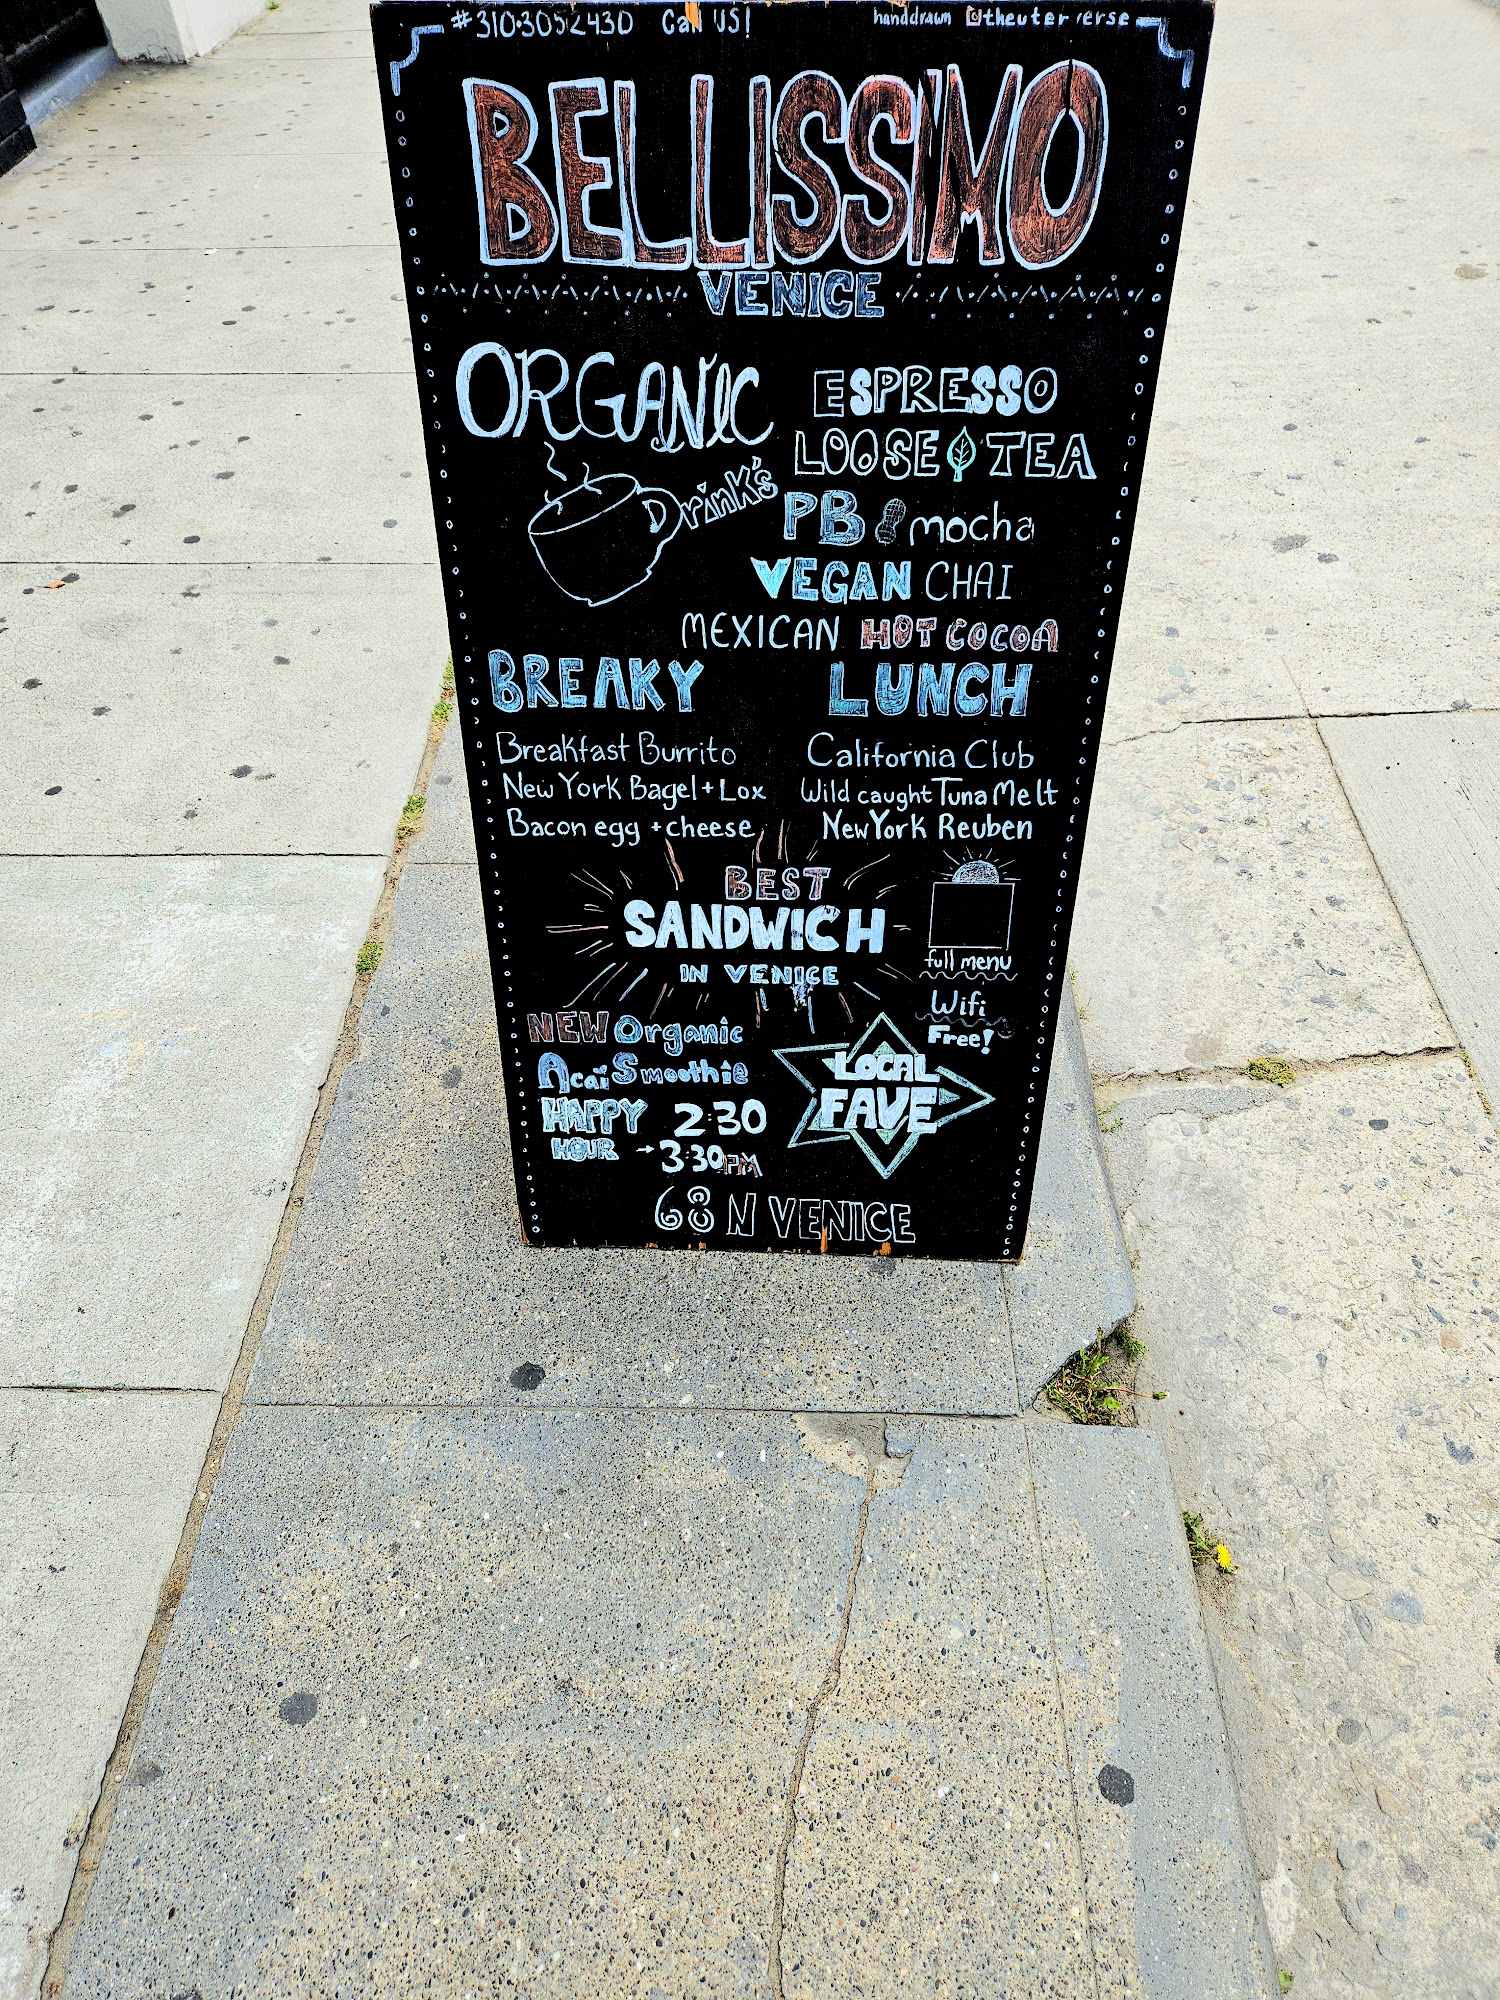 #310·305·2430 Call US!
handdrawn
BELLISSIMO
VENICE
ORGANIC
Drink's
ESPRESSO
LOOSE TEA
PB mocha
VEGAN CHAI
MEXICAN HOT COCOA
BREAKY
Breakfast Burrito
New York Bagel + Lox
Bacon egg + cheese
LUNCH
California Club
Wild caught Tuna Melt
New York Reuben
BEST
SANDWICH
IN VENICE
full menu
Wifi
Free!
NEW Organic
Acai Smoothie
HAPPY 2:30
HOUR → 3:30PM
LOCAL
FAVE
68 N VENICE